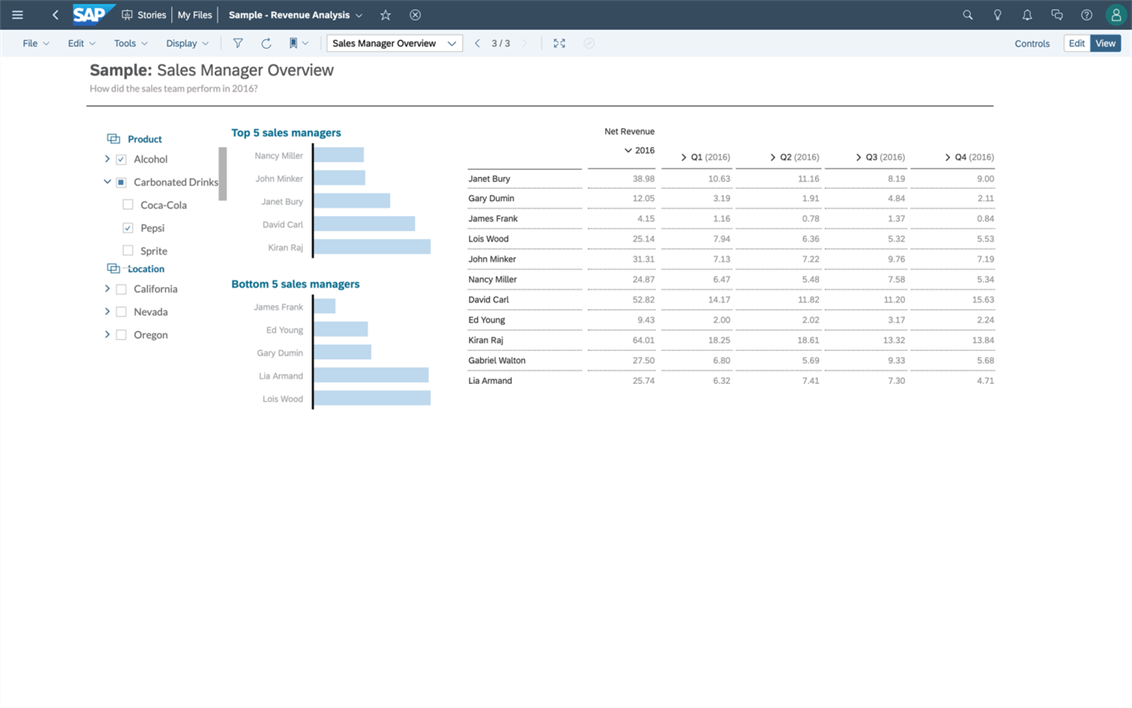 SAP Stories My Files Sample - Revenue Analysis
File Edit Tools Display Sales Manager Overview 3 / 3 Controls Edit View
Sample: Sales Manager Overview
How did the sales team perform in 2016?
Product
Alcohol
Carbonated Drinks
Coca-Cola
Pepsi
Sprite
Location
California
Nevada
Oregon
Top 5 sales managers
Nancy Miller
John Minker
Janet Bury
David Carl
Kiran Raj
Bottom 5 sales managers
James Frank
Ed Young
Gary Dumin
Lia Armand
Lois Wood
Net Revenue
2016 Q1 (2016) Q2 (2016) Q3 (2016) Q4 (2016)
Janet Bury 38.98 10.63 11.16 8.19 9.00
Gary Dumin 12.05 3.19 1.91 4.84 2.11
James Frank 4.15 1.16 0.78 1.37 0.84
Lois Wood 25.14 7.94 6.36 5.32 5.53
John Minker 31.31 7.13 7.22 9.76 7.19
Nancy Miller 24.87 6.47 5.48 7.58 5.34
David Carl 52.82 14.17 11.82 11.20 15.63
Ed Young 9.43 2.00 2.02 3.17 2.24
Kiran Raj 64.01 18.25 18.61 13.32 13.84
Gabriel Walton 27.50 6.80 5.69 9.33 5.68
Lia Armand 25.74 6.32 7.41 7.30 4.71